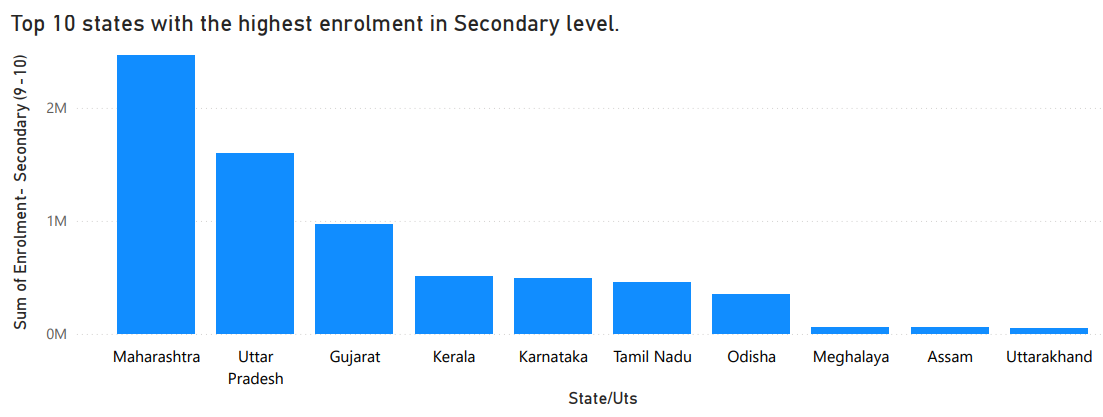 Top 10 states with the highest enrolment in Secondary level.
Sum of Enrolment- Secondary (9 - 10)
2M
1M
0M
Maharashtra
Uttar
Pradesh
Gujarat
Kerala
Karnataka
Tamil Nadu
Odisha
Meghalaya
Assam
Uttarakhand
State/Uts